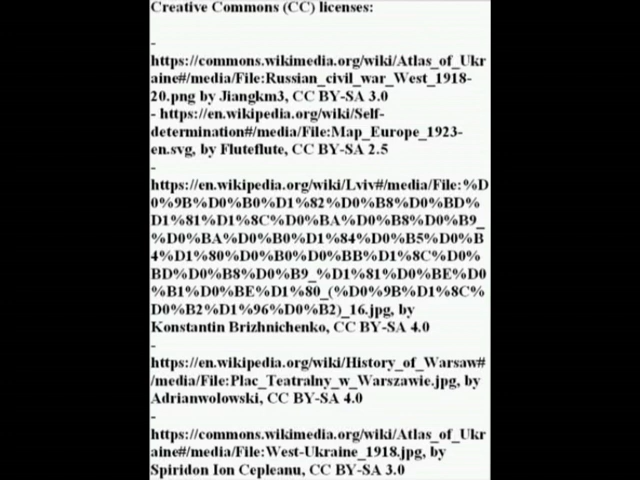 Creative Commons (CC) licenses:
-
https://commons.wikimedia.org/wiki/Atlas_of_Ukr
aine#/media/File:Russian_civil_war_West_1918-
20.png by Jiangkm3, CC BY-SA 3.0
- https://en.wikipedia.org/wiki/Self-
determination#/media/File:Map_Europe_1923-
en.svg, by Fluteflute, CC BY-SA 2.5
-
https://en.wikipedia.org/wiki/Lviv#/media/File:%D
0%9B%D0%B0%D1%82%D0%B8%D0%BD%
D1%81%D1%8C%D0%BA%D0%B8%D0%B9_
%D0%BA%D0%B0%D1%84%D0%B5%D0%B
4%D1%80%D0%B0%D0%BB%D1%8C%D0%
BD%D0%B8%D0%B9_%D1%81%D0%BE%D0
%B1%D0%BE%D1%80_(%D0%9B%D1%8C%
D0%B2%D1%96%D0%B2)_16.jpg, by
Konstantin Brizhnichenko, CC BY-SA 4.0
-
https://en.wikipedia.org/wiki/History_of_Warsaw#
/media/File:Plac_Teatralny_w_Warszawie.jpg, by
Adrianwolowski, CC BY-SA 4.0
-
https://commons.wikimedia.org/wiki/Atlas_of_Ukr
aine#/media/File:West-Ukraine_1918.jpg, by
Spiridon Ion Cepleanu, CC BY-SA 3.0